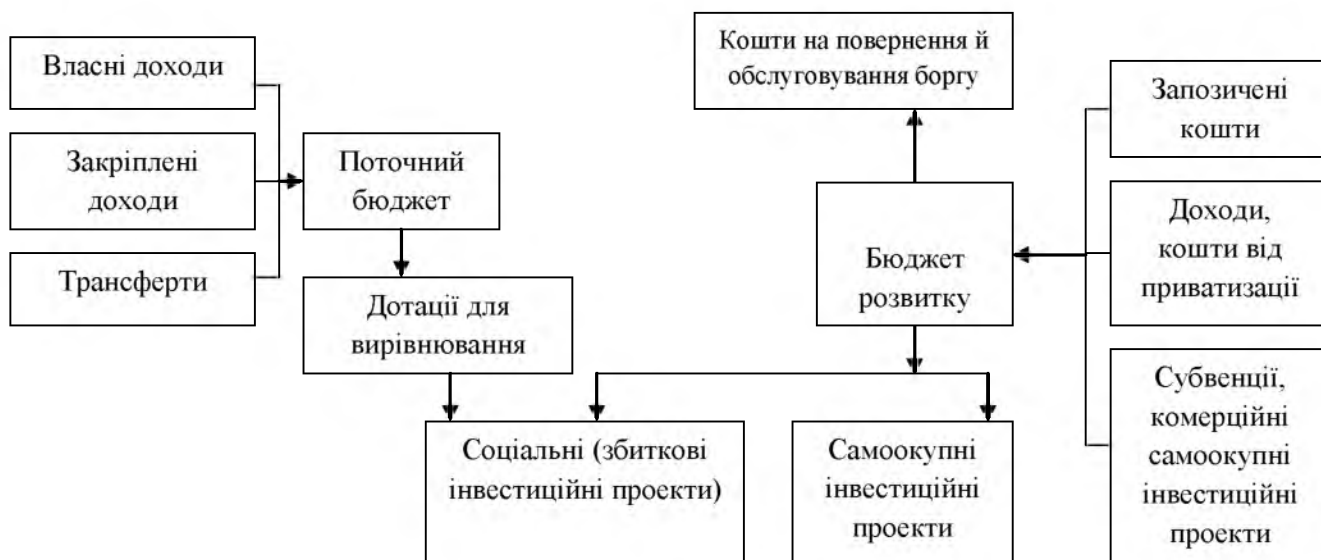 Власні доходи
Закріплені
доходи
Трансферти
Поточний
бюджет
Дотації для
вирівнювання
Кошти на повернення й
обслуговування боргу
Бюджет
розвитку
Запозичені
кошти
Доходи,
кошти від
приватизації
Субвенції,
комерційні
самоокупні
інвестиційні
проекти
Соціальні (збиткові
інвестиційні проекти)
Самоокупні
інвестиційні
проекти